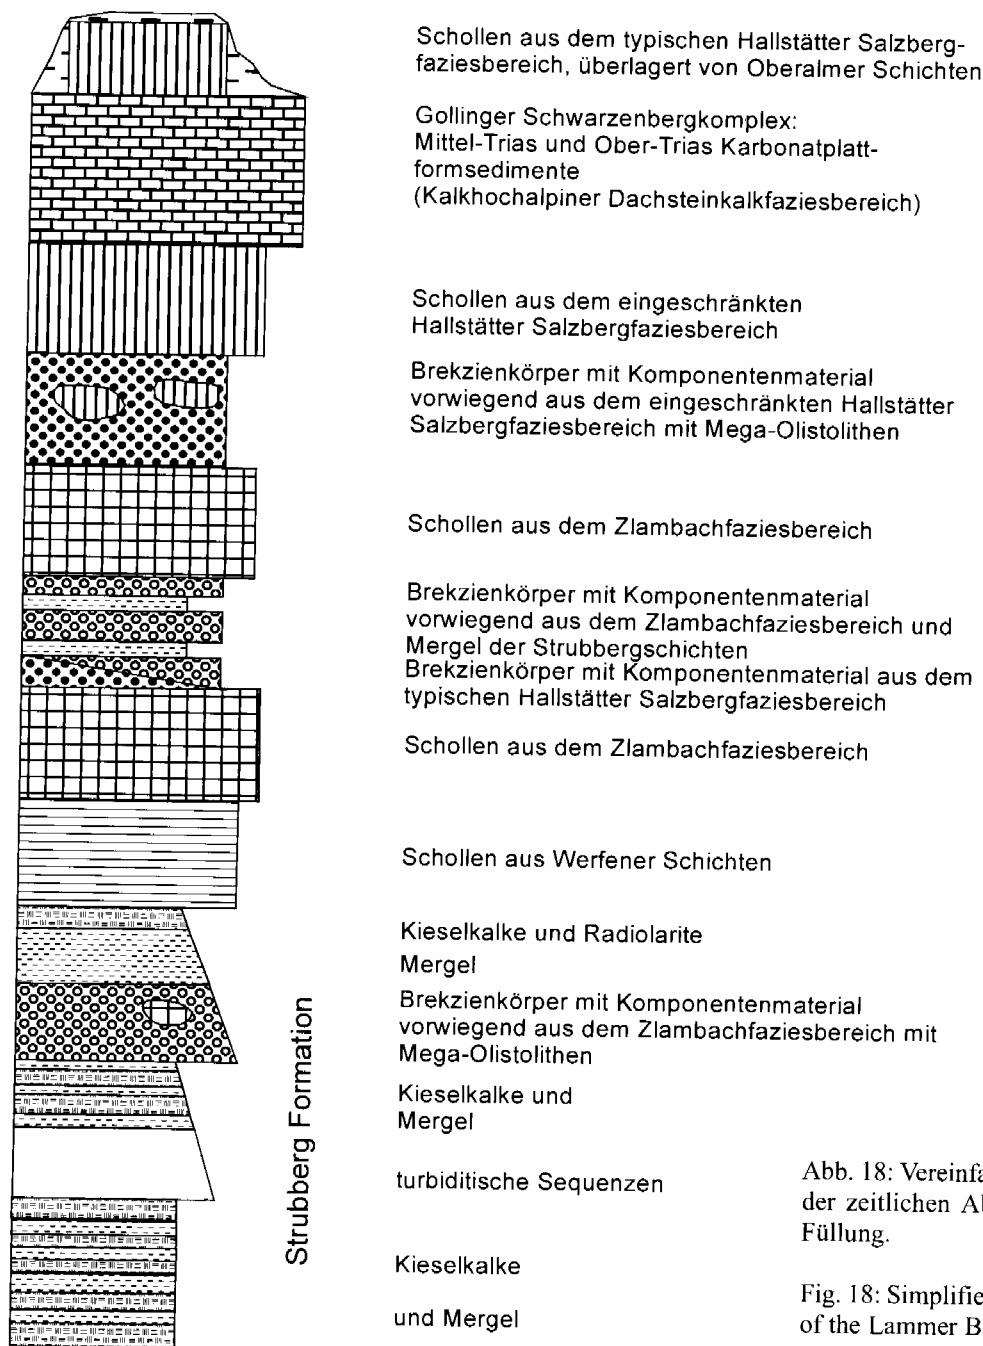 Schollen aus dem typischen Hallstätter Salzberg-
faziesbereich, überlagert von Oberalmer Schichten
Gollinger Schwarzenbergkomplex:
Mittel-Trias und Ober-Trias Karbonatplatt-
formsedimente
(Kalkhochalpiner Dachsteinkalkfaziesbereich)
Schollen aus dem eingeschränkten
Hallstätter Salzbergfaziesbereich
Brekzienkörper mit Komponentenmaterial
vorwiegend aus dem eingeschränkten Hallstätter
Salzbergfaziesbereich mit Mega-Olistolithen
Schollen aus dem Zlambachfaziesbereich
Brekzienkörper mit Komponentenmaterial
vorwiegend aus dem Zlambachfaziesbereich und
Mergel der Strubbergschichten
Brekzienkörper mit Komponentenmaterial aus dem
typischen Hallstätter Salzbergfaziesbereich
Schollen aus dem Zlambachfaziesbereich
Schollen aus Werfener Schichten
Kieselkalke und Radiolarite
Mergel
Brekzienkörper mit Komponentenmaterial
vorwiegend aus dem Zlambachfaziesbereich mit
Mega-Olistolithen
Kieselkalke und
Mergel
turbiditische Sequenzen
Kieselkalke
und Mergel
Strubberg Formation
Abb. 18: Vereinfa
der zeitlichen Al
Füllung.
Fig. 18: Simplifie
of the Lammer B